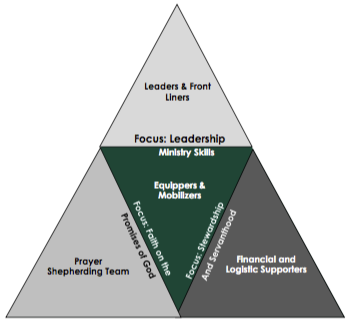 Leaders & Front
Liners
Focus: Leadership
Ministry Skills
Equippers &
Mobilizers
Focus: Faith on the
Promises of God
Focus: Stewardship
And Servanthood
Prayer
Shepherding Team
Financial and
Logistic Supporters